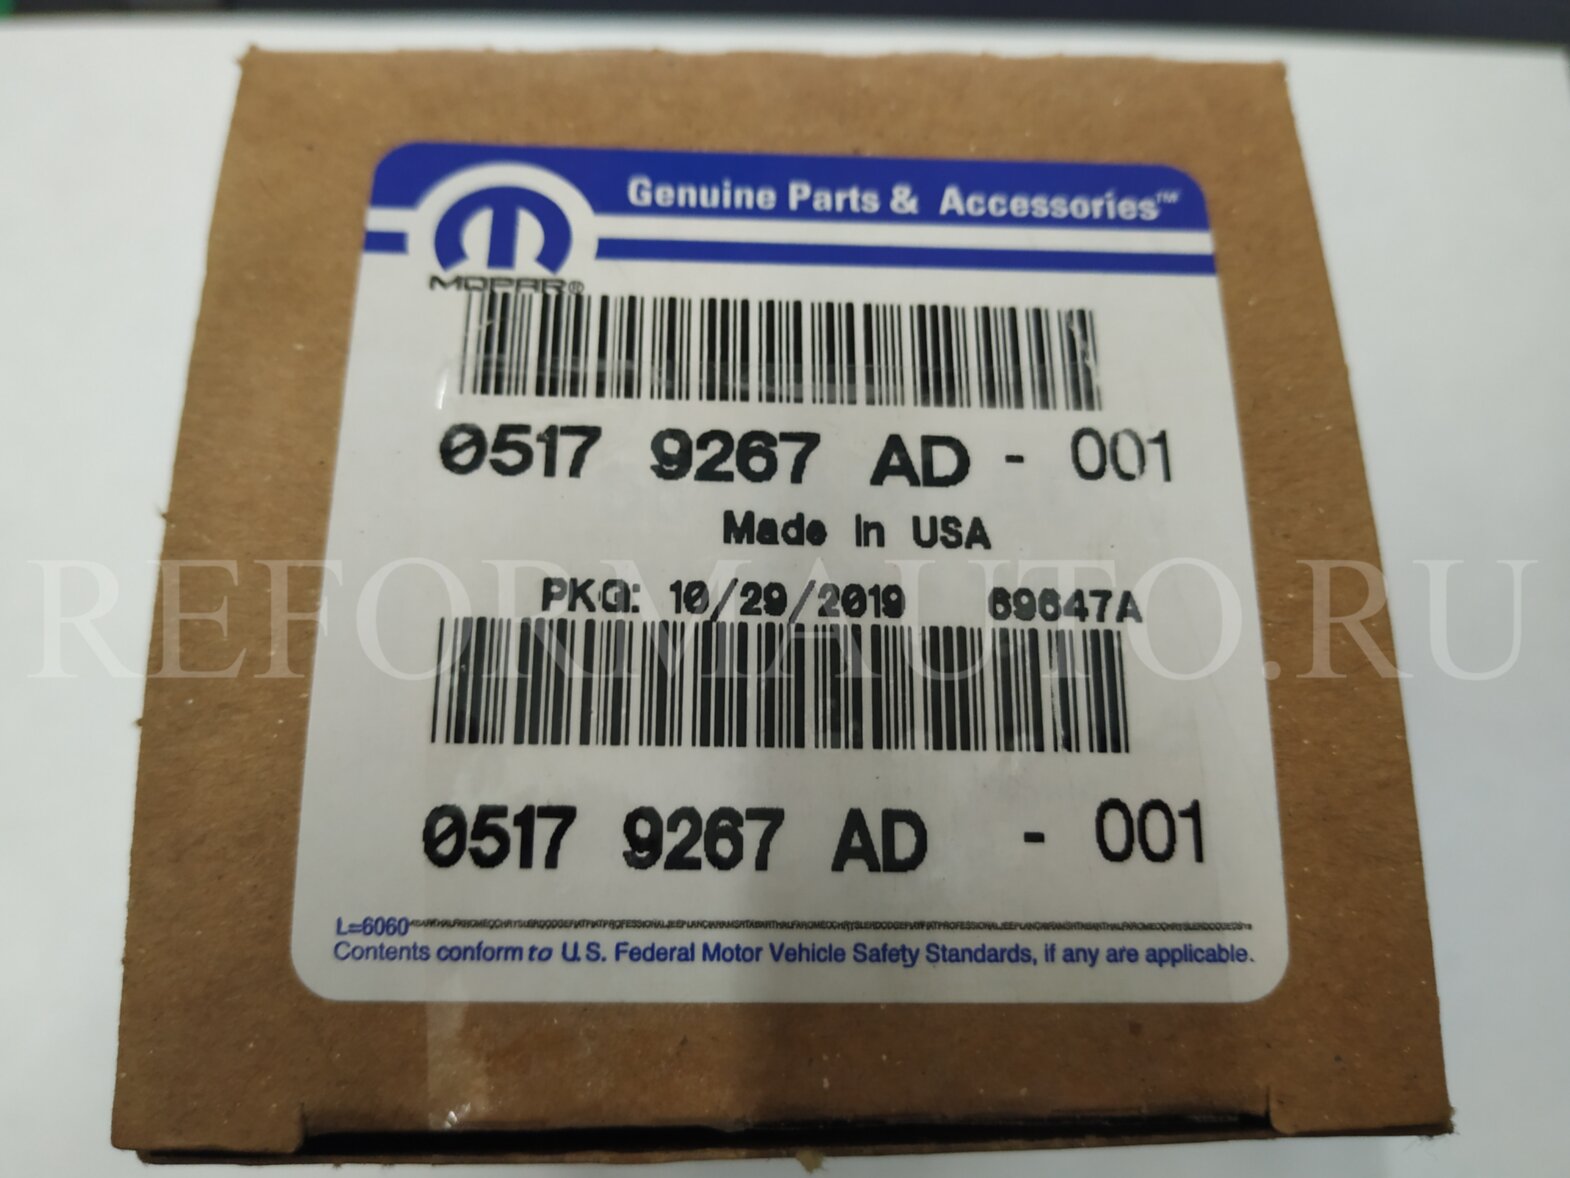 Genuine Parts & Accessories™
MOPAR®
0517 9267 AD - 001
Made in USA
PKG: 10/29/2019 69647A
REFORMAUTO.RU
0517 9267 AD - 001
L=6060
Contents conform to U.S. Federal Motor Vehicle Safety Standards, if any are applicable.